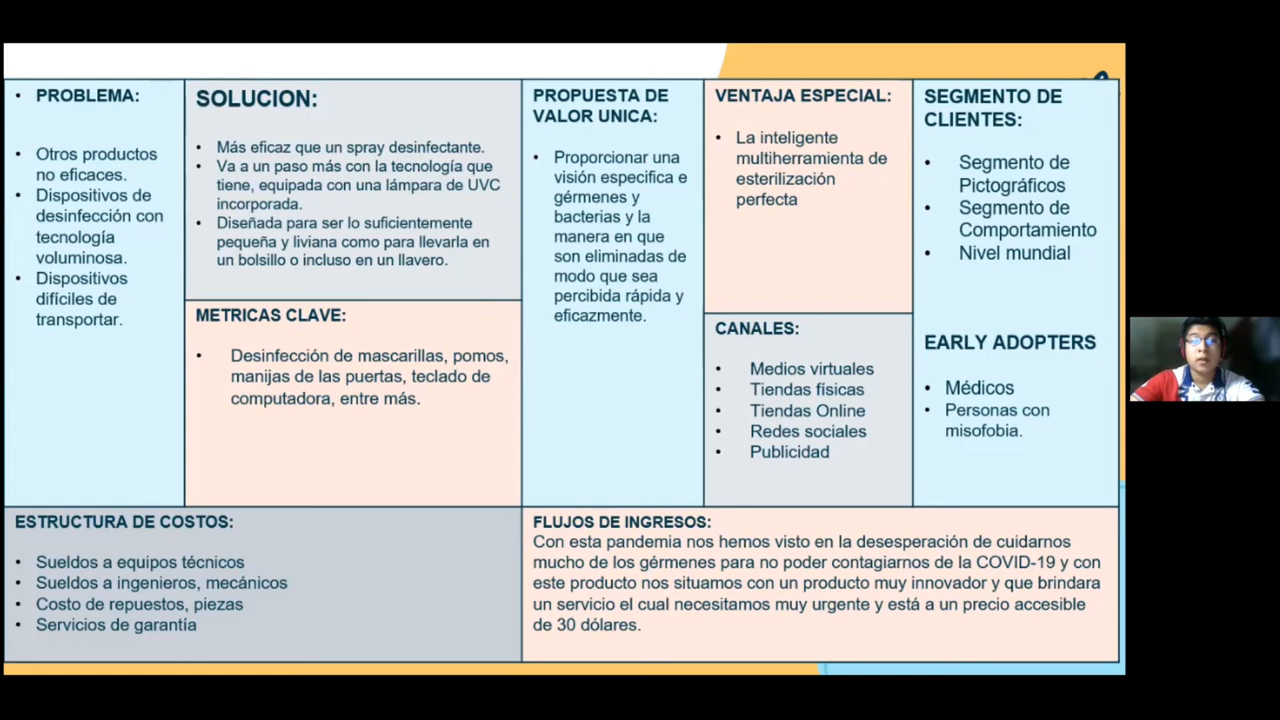 • PROBLEMA:
• Otros productos
no eficaces.
• Dispositivos de
desinfección con
tecnología
voluminosa.
• Dispositivos
difíciles de
transportar.
SOLUCION:
• Más eficaz que un spray desinfectante.
• Va a un paso más con la tecnología que
tiene, equipada con una lámpara de UVC
incorporada.
• Diseñada para ser lo suficientemente
pequeña y liviana como para llevarla en
un bolsillo o incluso en un llavero.
METRICAS CLAVE:
• Desinfección de mascarillas, pomos,
manijas de las puertas, teclado de
computadora, entre más.
PROPUESTA DE
VALOR UNICA:
• Proporcionar una
visión especifica e
gérmenes y
bacterias y la
manera en que
son eliminadas de
modo que sea
percibida rápida y
eficazmente.
VENTAJA ESPECIAL:
• La inteligente
multiherramienta de
esterilización
perfecta
CANALES:
• Medios virtuales
• Tiendas físicas
• Tiendas Online
• Redes sociales
• Publicidad
SEGMENTO DE
CLIENTES:
• Segmento de
Pictográficos
• Segmento de
Comportamiento
• Nivel mundial
EARLY ADOPTERS
• Médicos
• Personas con
misofobia.
ESTRUCTURA DE COSTOS:
• Sueldos a equipos técnicos
• Sueldos a ingenieros, mecánicos
• Costo de repuestos, piezas
• Servicios de garantía
FLUJOS DE INGRESOS:
Con esta pandemia nos hemos visto en la desesperación de cuidarnos
mucho de los gérmenes para no poder contagiarnos de la COVID-19 y con
este producto nos situamos con un producto muy innovador y que brindara
un servicio el cual necesitamos muy urgente y está a un precio accesible
de 30 dólares.